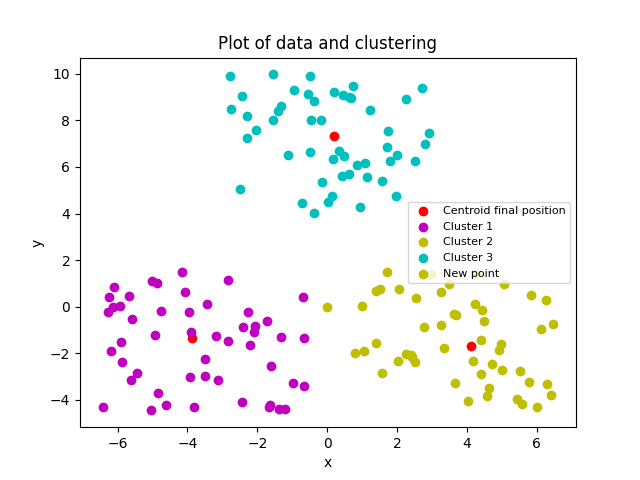 Plot of data and clustering
10
8
6
4
2
0
−2
−4
y
−6
−4
−2
0
2
4
6
x
Centroid final position
Cluster 1
Cluster 2
Cluster 3
New point